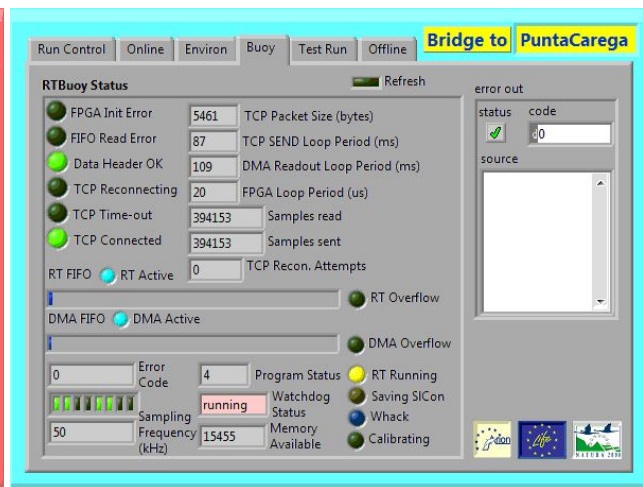 Bridge to PuntaCarega
Run Control Online Environ Buoy Test Run Offline
RTBuoy Status
Refresh
FPGA Init Error 5461 TCP Packet Size (bytes)
FIFO Read Error 87 TCP SEND Loop Period (ms)
Data Header OK 109 DMA Readout Loop Period (ms)
TCP Reconnecting 20 FPGA Loop Period (us)
TCP Time-out 394153 Samples read
TCP Connected 394153 Samples sent
RT FIFO RT Active 0 TCP Recon. Attempts
RT Overflow
DMA FIFO DMA Active
DMA Overflow
0 Error Code 4 Program Status RT Running
running Watchdog Status Saving SICon
Whack
50 Sampling Frequency (kHz) 15455 Memory Available Calibrating
error out
status code
d0
source
Life
NATURA 2000